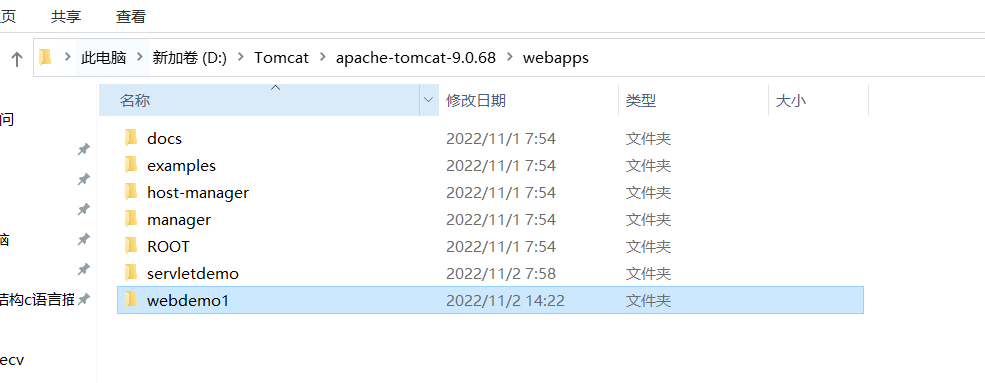 页 共享 查看
此电脑 新加卷 (D:) Tomcat apache-tomcat-9.0.68 webapps
名称 修改日期 类型 大小
问
docs 2022/11/1 7:54 文件夹
examples 2022/11/1 7:54 文件夹
host-manager 2022/11/1 7:54 文件夹
manager 2022/11/1 7:54 文件夹
脑
ROOT 2022/11/1 7:54 文件夹
servletdemo 2022/11/2 7:58 文件夹
结构c语言描
webdemo1 2022/11/2 14:22 文件夹
ecv